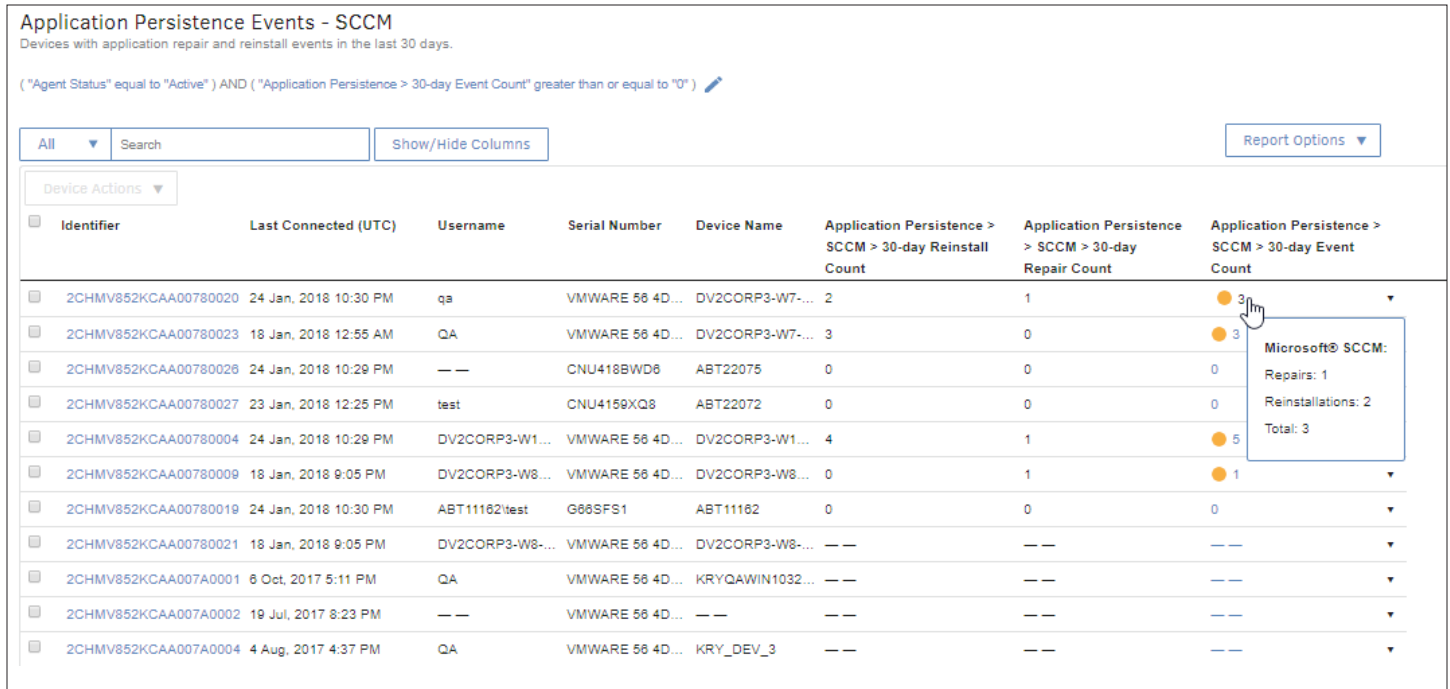 Application Persistence Events - SCCM
Devices with application repair and reinstall events in the last 30 days.
( "Agent Status" equal to "Active" ) AND ( "Application Persistence > 30-day Event Count" greater than or equal to "0" )
All Search Show/Hide Columns Report Options
Device Actions
Identifier Last Connected (UTC) Username Serial Number Device Name Application Persistence > Application Persistence Application Persistence >
SCCM > 30-day Reinstall > SCCM > 30-day SCCM > 30-day Event
Count Repair Count Count
2CHMV852KCAA00780020 24 Jan, 2018 10:30 PM qa VMWARE 56 4D... DV2CORP3-W7-... 2 1 3
2CHMV852KCAA00780023 18 Jan, 2018 12:55 AM QA VMWARE 56 4D... DV2CORP3-W7-... 3 0 3
Microsoft® SCCM:
2CHMV852KCAA00780026 24 Jan, 2018 10:29 PM — — CNU418BWD6 ABT22075 0 0 0
Repairs: 1
2CHMV852KCAA00780027 23 Jan, 2018 12:25 PM test CNU4159XQ8 ABT22072 0 0 0
Reinstallations: 2
Total: 3
2CHMV852KCAA00780004 24 Jan, 2018 10:29 PM DV2CORP3-W1... VMWARE 56 4D... DV2CORP3-W1... 4 1 5
2CHMV852KCAA00780009 18 Jan, 2018 9:05 PM DV2CORP3-W8... VMWARE 56 4D... DV2CORP3-W8... 0 1 1
2CHMV852KCAA00780019 24 Jan, 2018 10:30 PM ABT11162\test G66SFS1 ABT11162 0 0 0
2CHMV852KCAA00780021 18 Jan, 2018 9:05 PM DV2CORP3-W8-... VMWARE 56 4D... DV2CORP3-W8-... — — — — — —
2CHMV852KCAA007A0001 6 Oct, 2017 5:11 PM QA VMWARE 56 4D... KRYQAWIN1032... — — — — — —
2CHMV852KCAA007A0002 19 Jul, 2017 8:23 PM — — VMWARE 56 4D... — — — — — — — —
2CHMV852KCAA007A0004 4 Aug, 2017 4:37 PM QA VMWARE 56 4D... KRY_DEV_3 — — — — — —